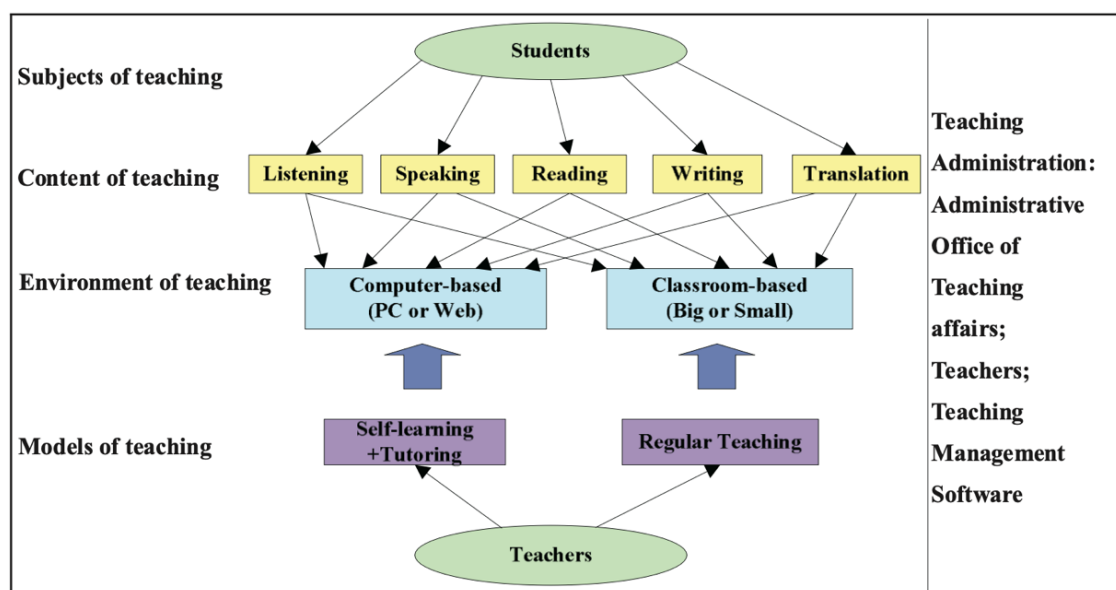 Students
Subjects of teaching
Content of teaching
Listening
Speaking
Reading
Writing
Translation
Environment of teaching
Computer-based
(PC or Web)
Classroom-based
(Big or Small)
Models of teaching
Self-learning
+Tutoring
Regular Teaching
Teachers
Teaching
Administration:
Administrative
Office of
Teaching
affairs;
Teachers;
Teaching
Management
Software